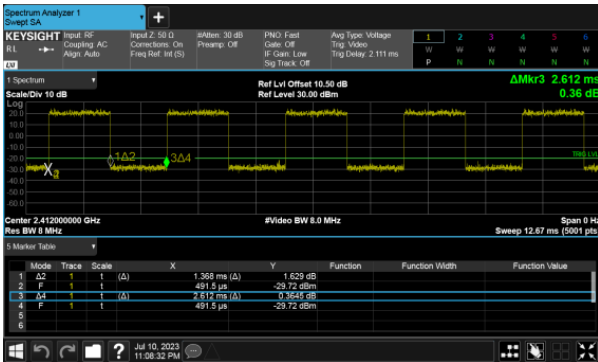 Spectrum Analyzer 1
Swept SA
+
KEYSIGHT Input: RF Input Z: 50 Ω #Atten: 30 dB PNO: Fast Avg Type: Voltage 1 2 3 4 5 6
RL Coupling: AC Corrections: On Preamp: Off Gate: Off Trig: Video W W W W W W
Align: Auto Freq Ref: Int (S) IF Gain: Low Trig Delay: 2.111 ms P N N N N N
LV Sig Track: Off
1 Spectrum Ref Lvl Offset 10.50 dB ΔMkr3 2.612 ms
Scale/Div 10 dB Ref Level 30.00 dBm 0.36 dB
Log
20.0
10.0
0.00
-10.0
-20.0 1Δ2 3Δ4 TRIG LVL
-30.0 X
-40.0
-50.0
-60.0
Center 2.412000000 GHz #Video BW 8.0 MHz Span 0 Hz
Res BW 8 MHz Sweep 12.67 ms (5001 pts
5 Marker Table
Mode Trace Scale X Y Function Function Width Function Value
1 Δ2 1 t (Δ) 1.368 ms (Δ) 1.629 dB
2 F 1 t 491.5 µs -29.72 dBm
3 Δ4 1 t (Δ) 2.612 ms (Δ) 0.3645 dB
4 F 1 t 491.5 µs -29.72 dBm
5
6
? Jul 10, 2023
11:08:32 PM